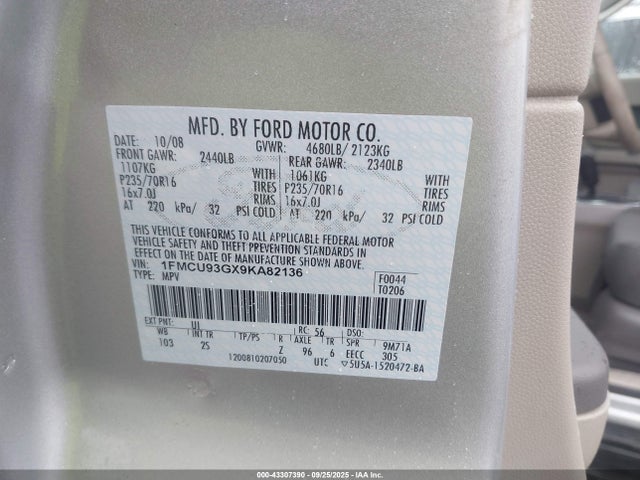 MFD. BY FORD MOTOR CO.
DATE: 10/08 GVWR: 4680LB/ 2123KG
FRONT GAWR: 2440LB REAR GAWR: 2340LB
1107KG WITH 1061KG WITH
P235/70R16 TIRES P235/70R16 TIRES
16x7.0J RIMS 16x7.0J RIMS
AT 220 kPa/ 32 PSI COLD AT 220 kPa/ 32 PSI COLD
THIS VEHICLE CONFORMS TO ALL APPLICABLE FEDERAL MOTOR
VEHICLE SAFETY AND THEFT PREVENTION STANDARDS IN
EFFECT ON THE DATE OF MANUFACTURE SHOWN ABOVE.
VIN: 1FMCU93GX9KA82136 F0044
TYPE: MPV T0206
EXT PNT: UJ RC: 56 DSO:
WB INT TR TP/PS R AXLE TR SPR 9M71A
103 2S Z 96 6 EECC 305
1200810207050 UTC ▽5U5A-1520472-BA
000-43307390 - 09/25/2025 - IAA Inc.